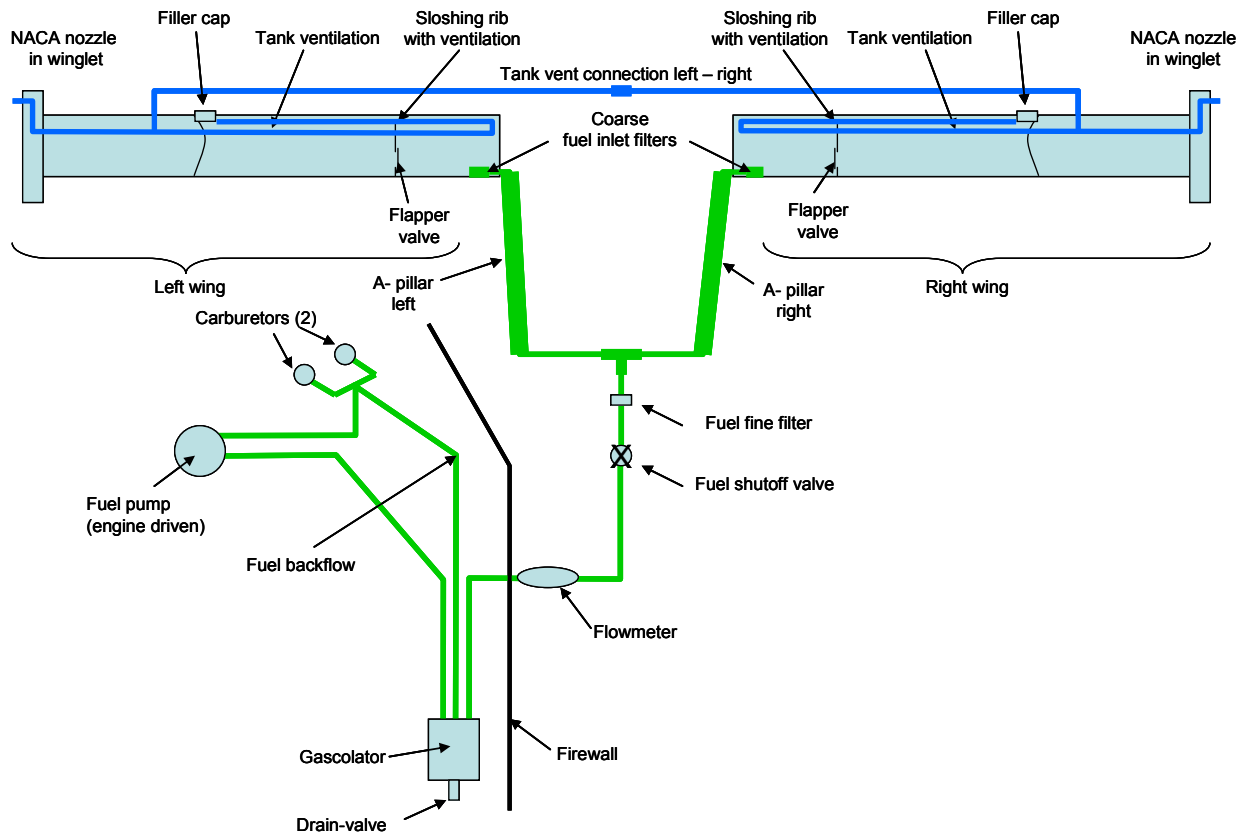 Filler cap
Sloshing rib
with ventilation
Sloshing rib
with ventilation
Filler cap
NACA nozzle
in winglet
Tank ventilation
Tank ventilation
NACA nozzle
in winglet
Tank vent connection left – right
Coarse
fuel inlet filters
Flapper
valve
Flapper
valve
Left wing
A- pillar
left
A- pillar
right
Right wing
Carburetors (2)
Fuel fine filter
Fuel shutoff valve
Fuel pump
(engine driven)
Fuel backflow
Flowmeter
Gascolator
Firewall
Drain-valve